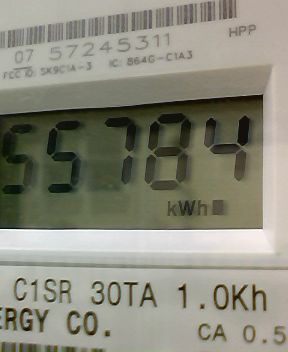 07 57245311
HPP
FCC ID: SK9C1A-3 IC: 864G-C1A3
55784
kWh
C1SR 30TA 1.0Kh
ERGY CO.
CA 0.5